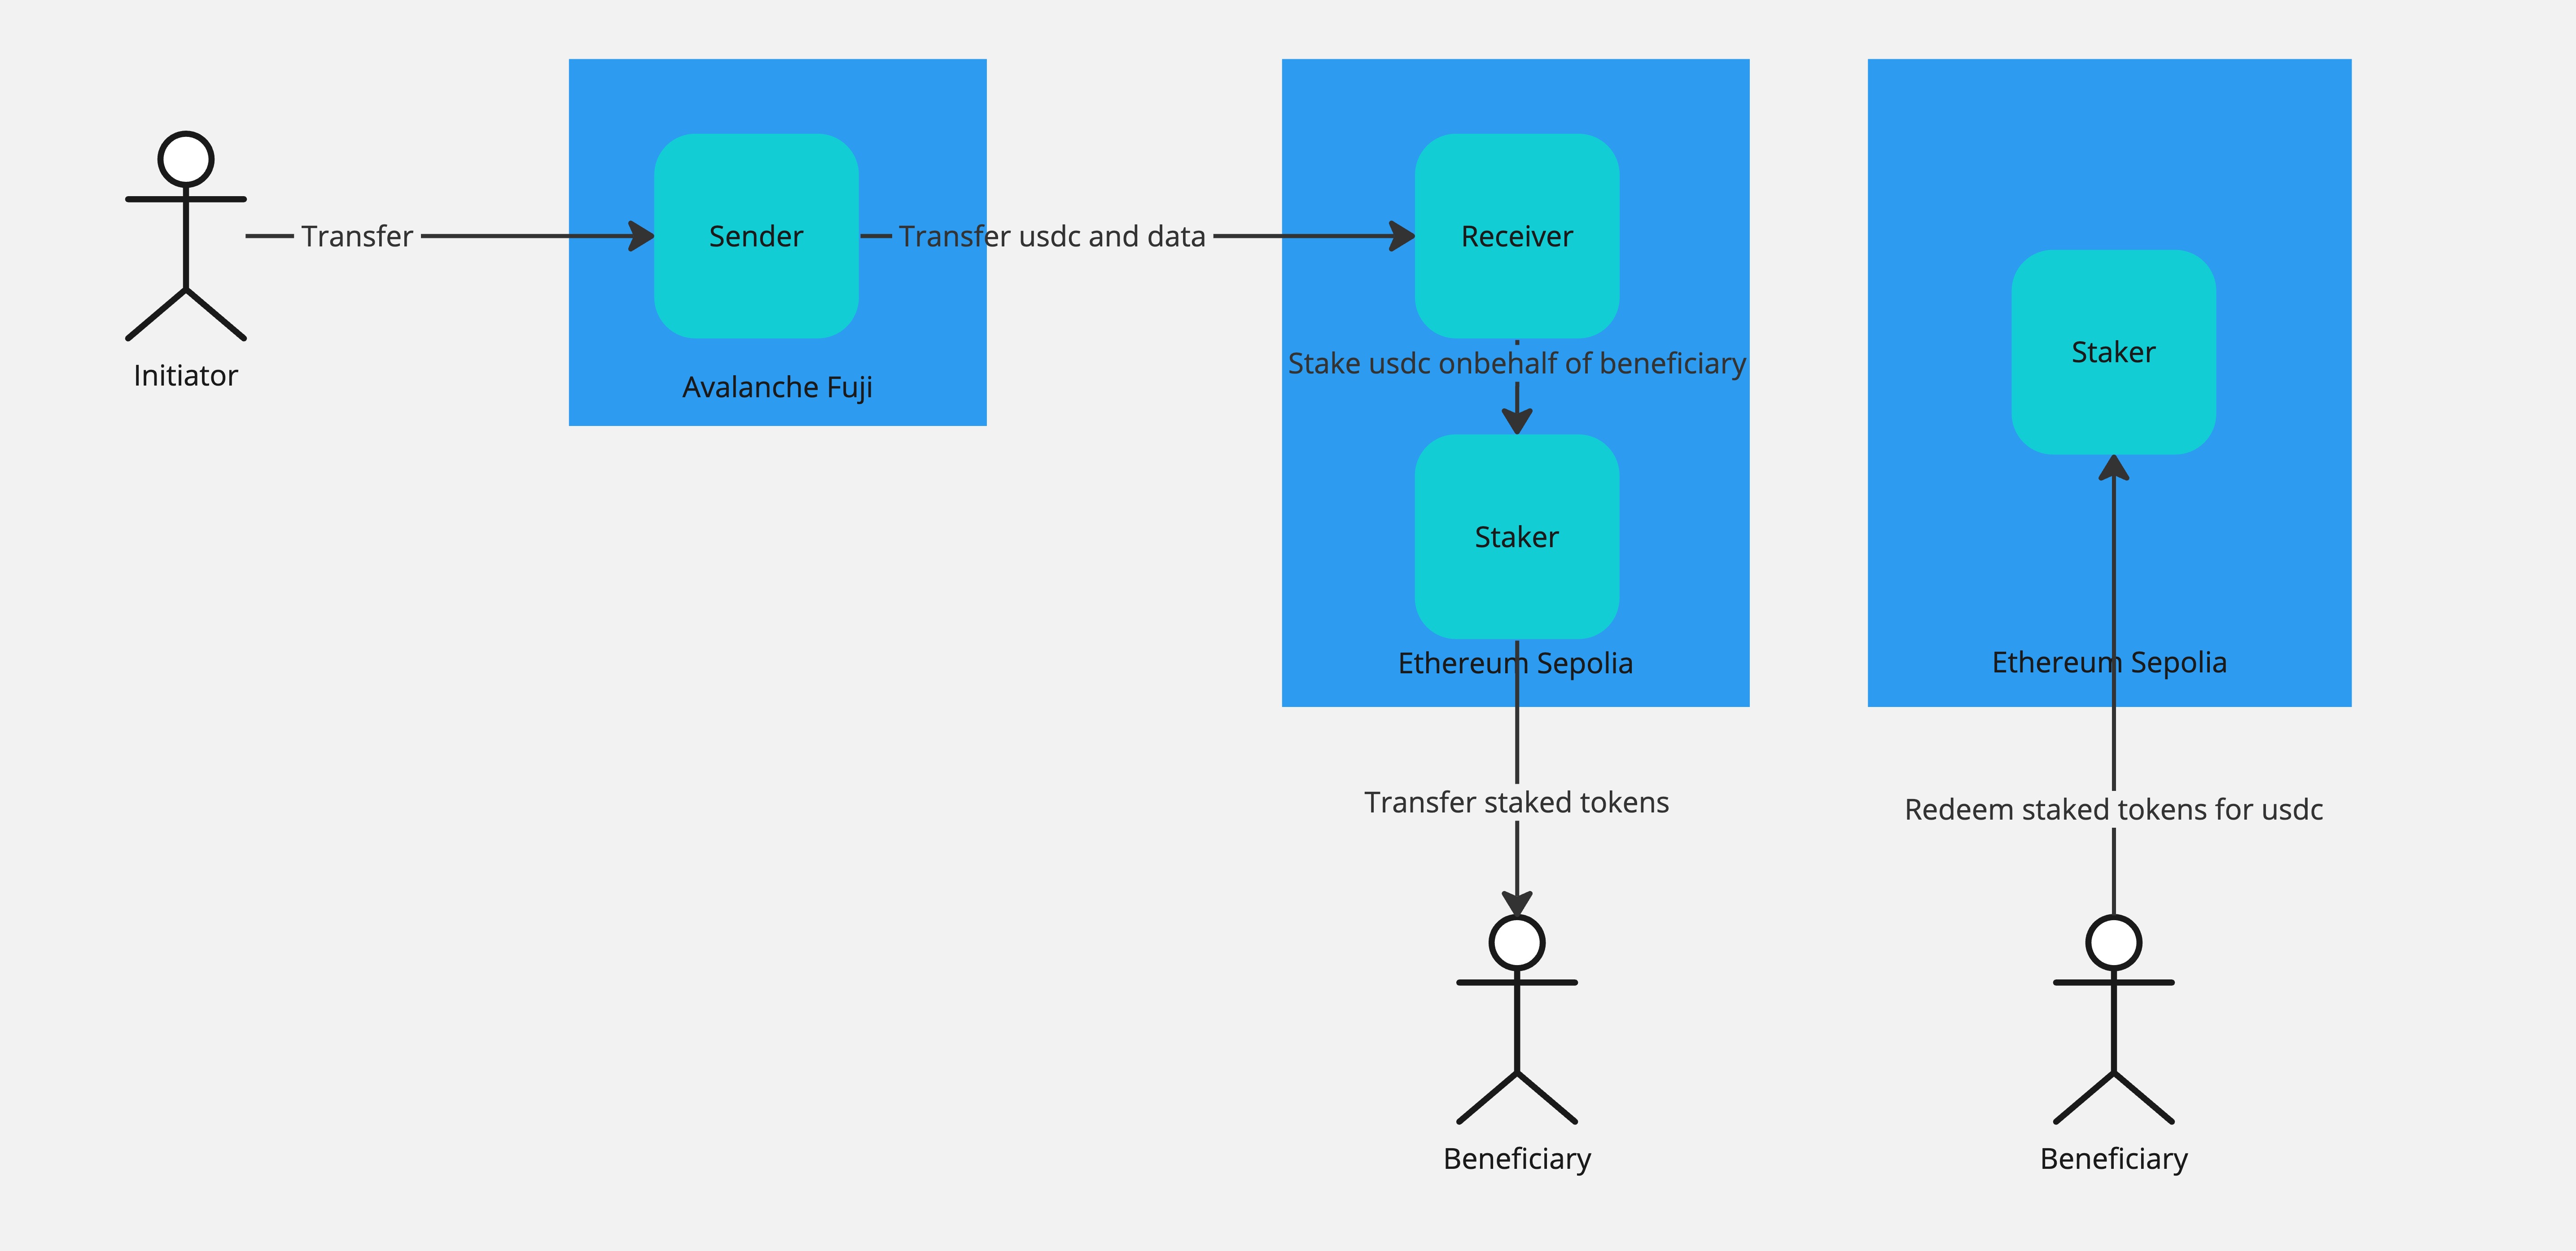 Initiator
Transfer
Sender
Avalanche Fuji
Transfer usdc and data
Receiver
Stake usdc onbehalf of beneficiary
Staker
Ethereum Sepolia
Transfer staked tokens
Beneficiary
Staker
Ethereum Sepolia
Redeem staked tokens for usdc
Beneficiary